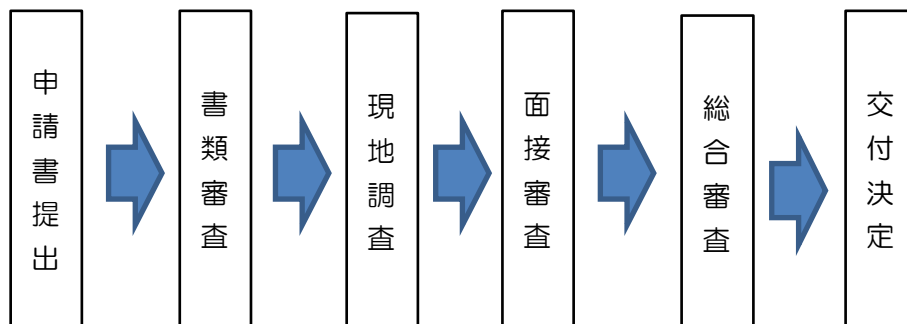 申請書提出
書類審査
現地調査
面接審査
総合審査
交付決定